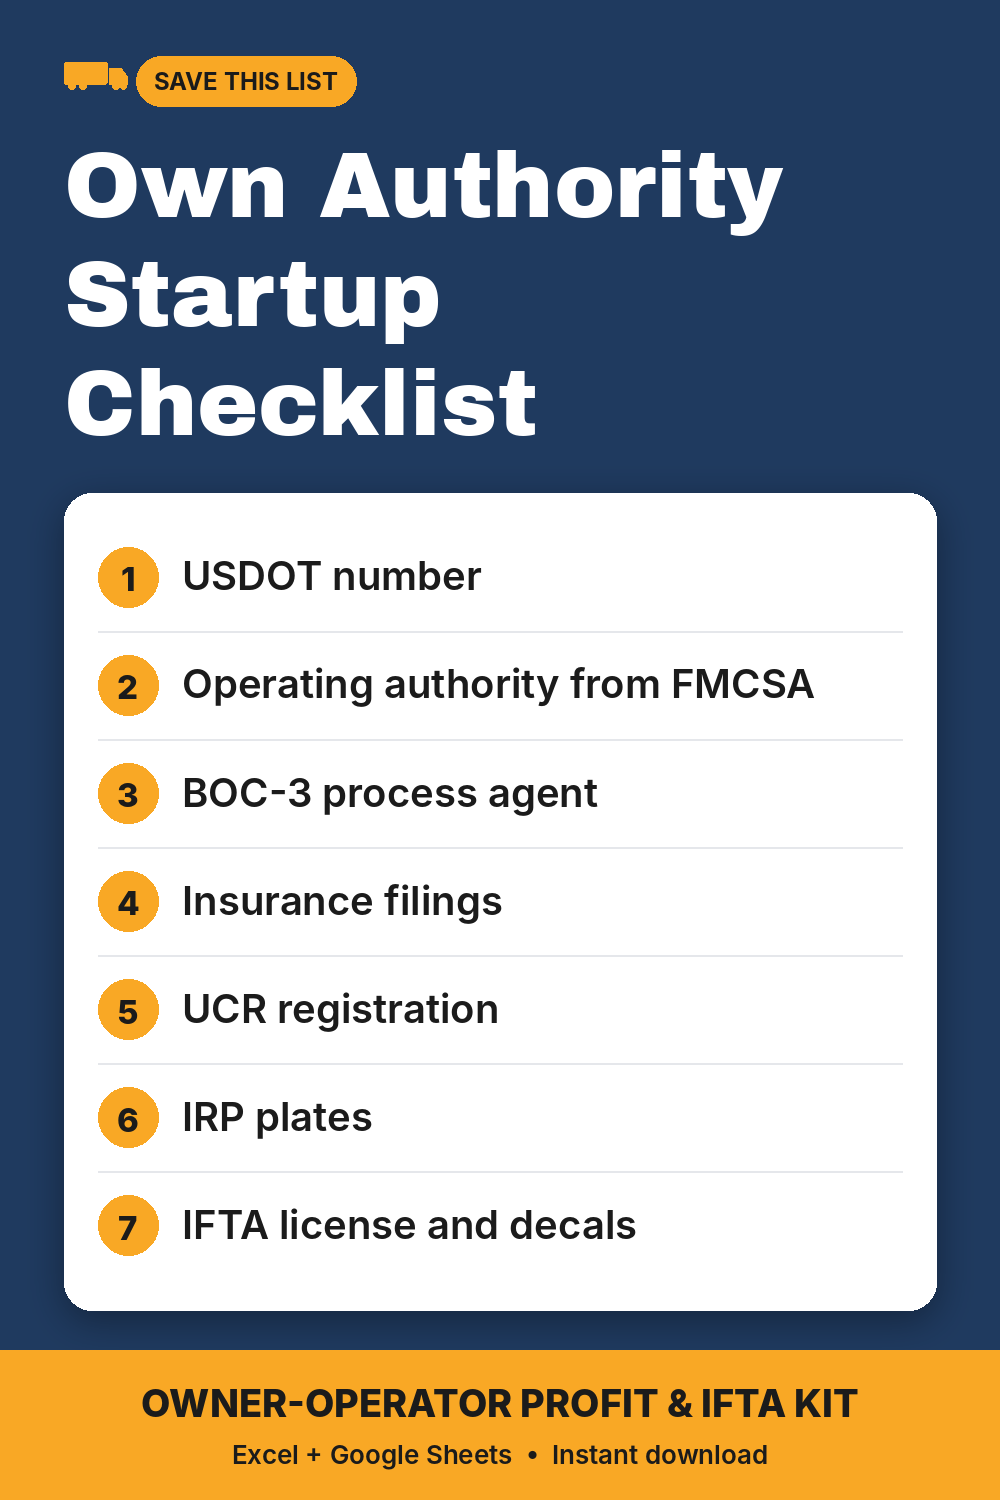 SAVE THIS LIST
Own Authority
Startup
Checklist
1 USDOT number
2 Operating authority from FMCSA
3 BOC-3 process agent
4 Insurance filings
5 UCR registration
6 IRP plates
7 IFTA license and decals
OWNER-OPERATOR PROFIT & IFTA KIT
Excel + Google Sheets • Instant download